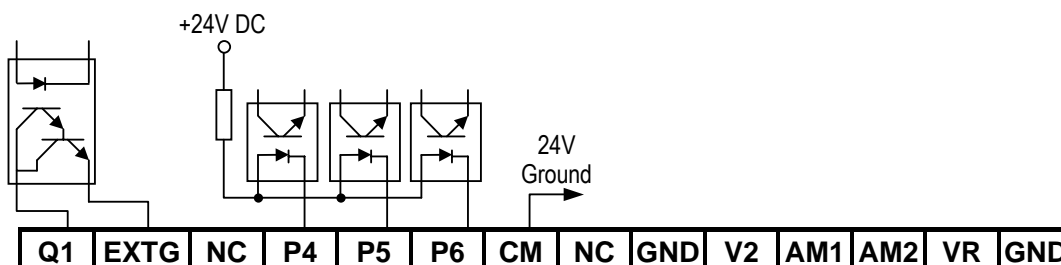 +24V DC
24V
Ground
Q1 EXTG NC P4 P5 P6 CM NC GND V2 AM1 AM2 VR GND